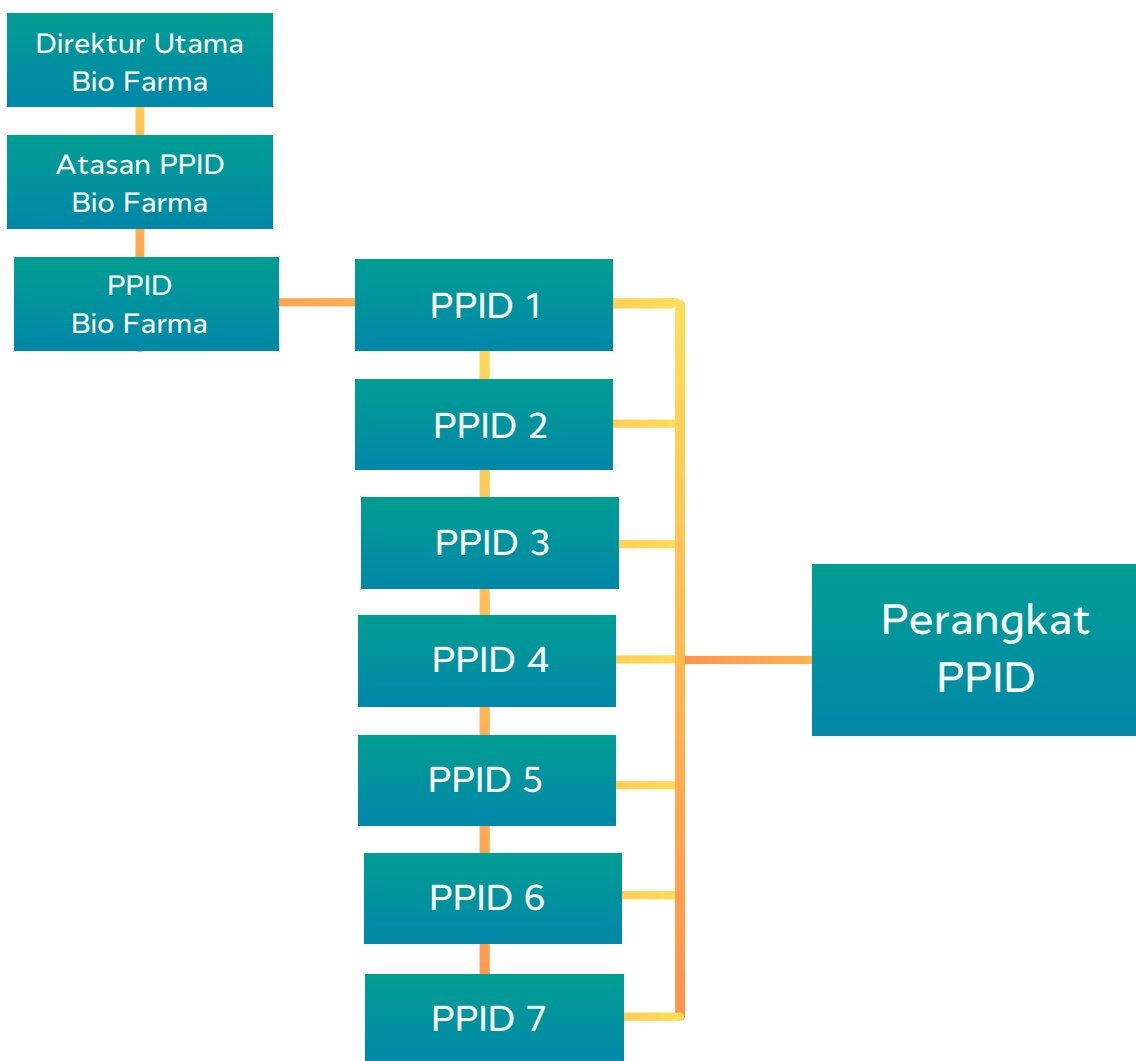 Direktur Utama
Bio Farma
Atasan PPID
Bio Farma
PPID
Bio Farma
PPID 1
PPID 2
PPID 3
PPID 4
PPID 5
PPID 6
PPID 7
Perangkat
PPID